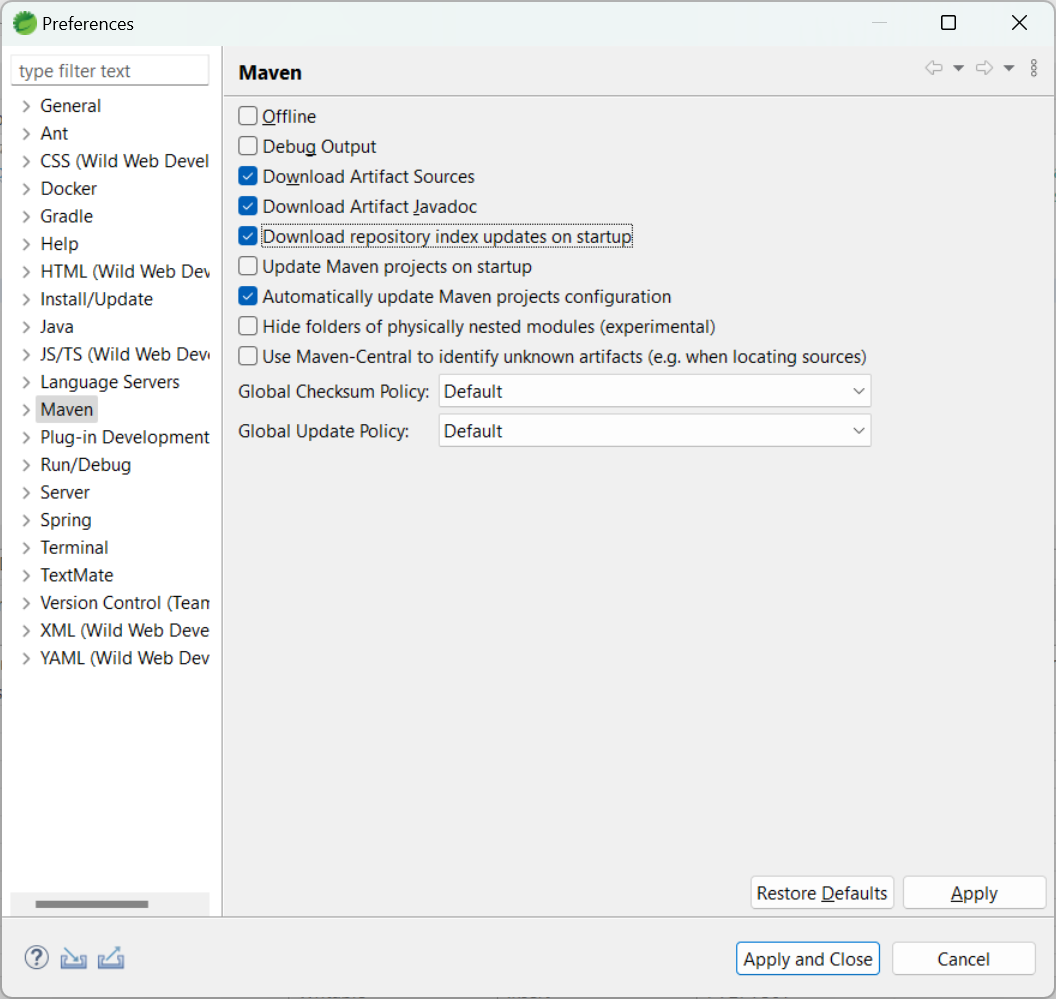 Preferences
type filter text
Maven
General
Ant
CSS (Wild Web Devel
Docker
Gradle
Help
HTML (Wild Web Dev
Install/Update
Java
JS/TS (Wild Web Dev
Language Servers
Maven
Plug-in Development
Run/Debug
Server
Spring
Terminal
TextMate
Version Control (Team
XML (Wild Web Deve
YAML (Wild Web Dev
Offline
Debug Output
Download Artifact Sources
Download Artifact Javadoc
Download repository index updates on startup
Update Maven projects on startup
Automatically update Maven projects configuration
Hide folders of physically nested modules (experimental)
Use Maven-Central to identify unknown artifacts (e.g. when locating sources)
Global Checksum Policy: Default
Global Update Policy: Default
Restore Defaults Apply
? Apply and Close Cancel